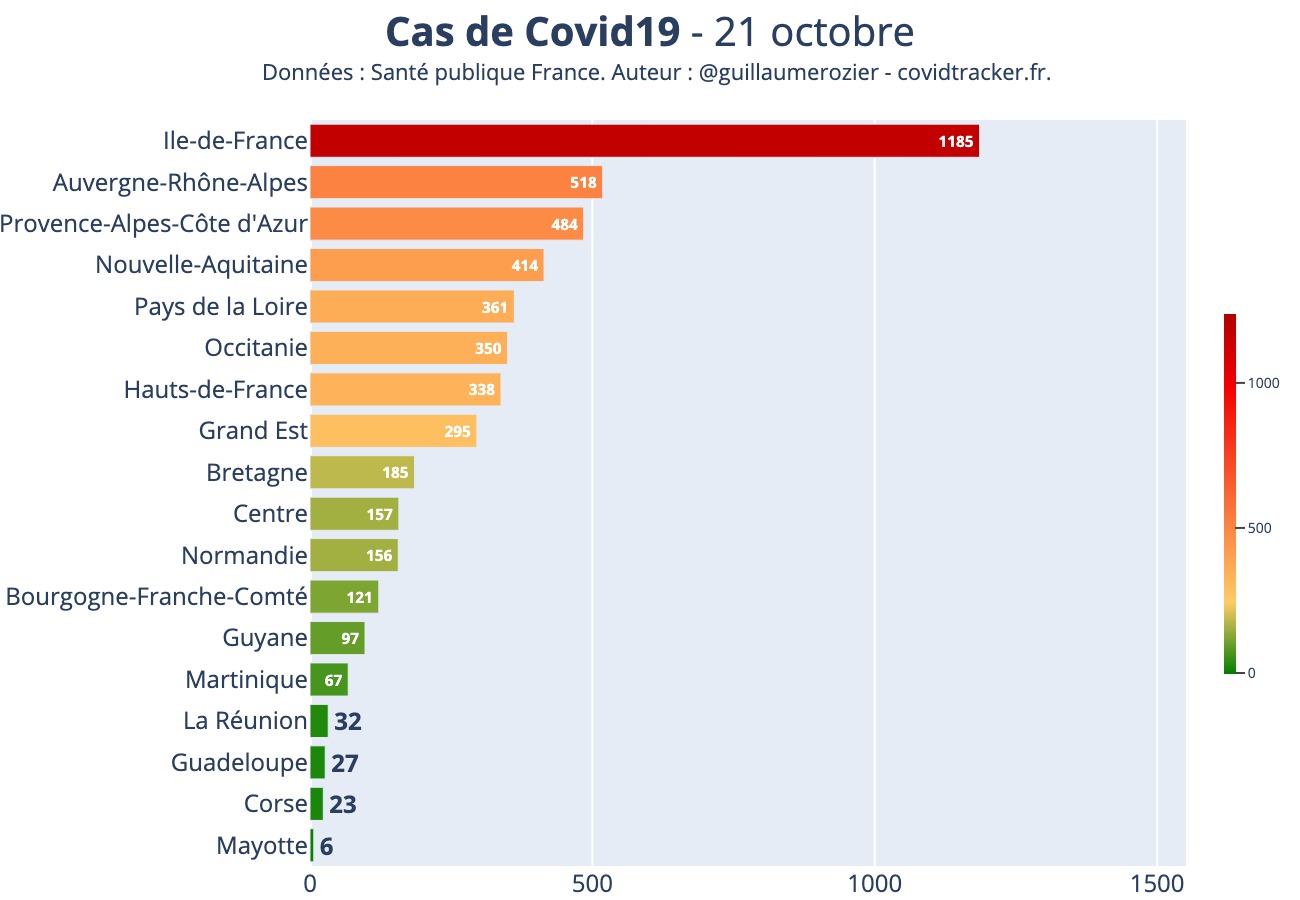 Cas de Covid19 - 21 octobre
Données : Santé publique France. Auteur : @guillaumerozier - covidtracker.fr.
Ile-de-France 1185
Auvergne-Rhône-Alpes 518
Provence-Alpes-Côte d'Azur 484
Nouvelle-Aquitaine 414
Pays de la Loire 361
Occitanie 350
Hauts-de-France 338
Grand Est 295
Bretagne 185
Centre 157
Normandie 156
Bourgogne-Franche-Comté 121
Guyane 97
Martinique 67
La Réunion 32
Guadeloupe 27
Corse 23
Mayotte 6
0 500 1000 1500
1000
500
0